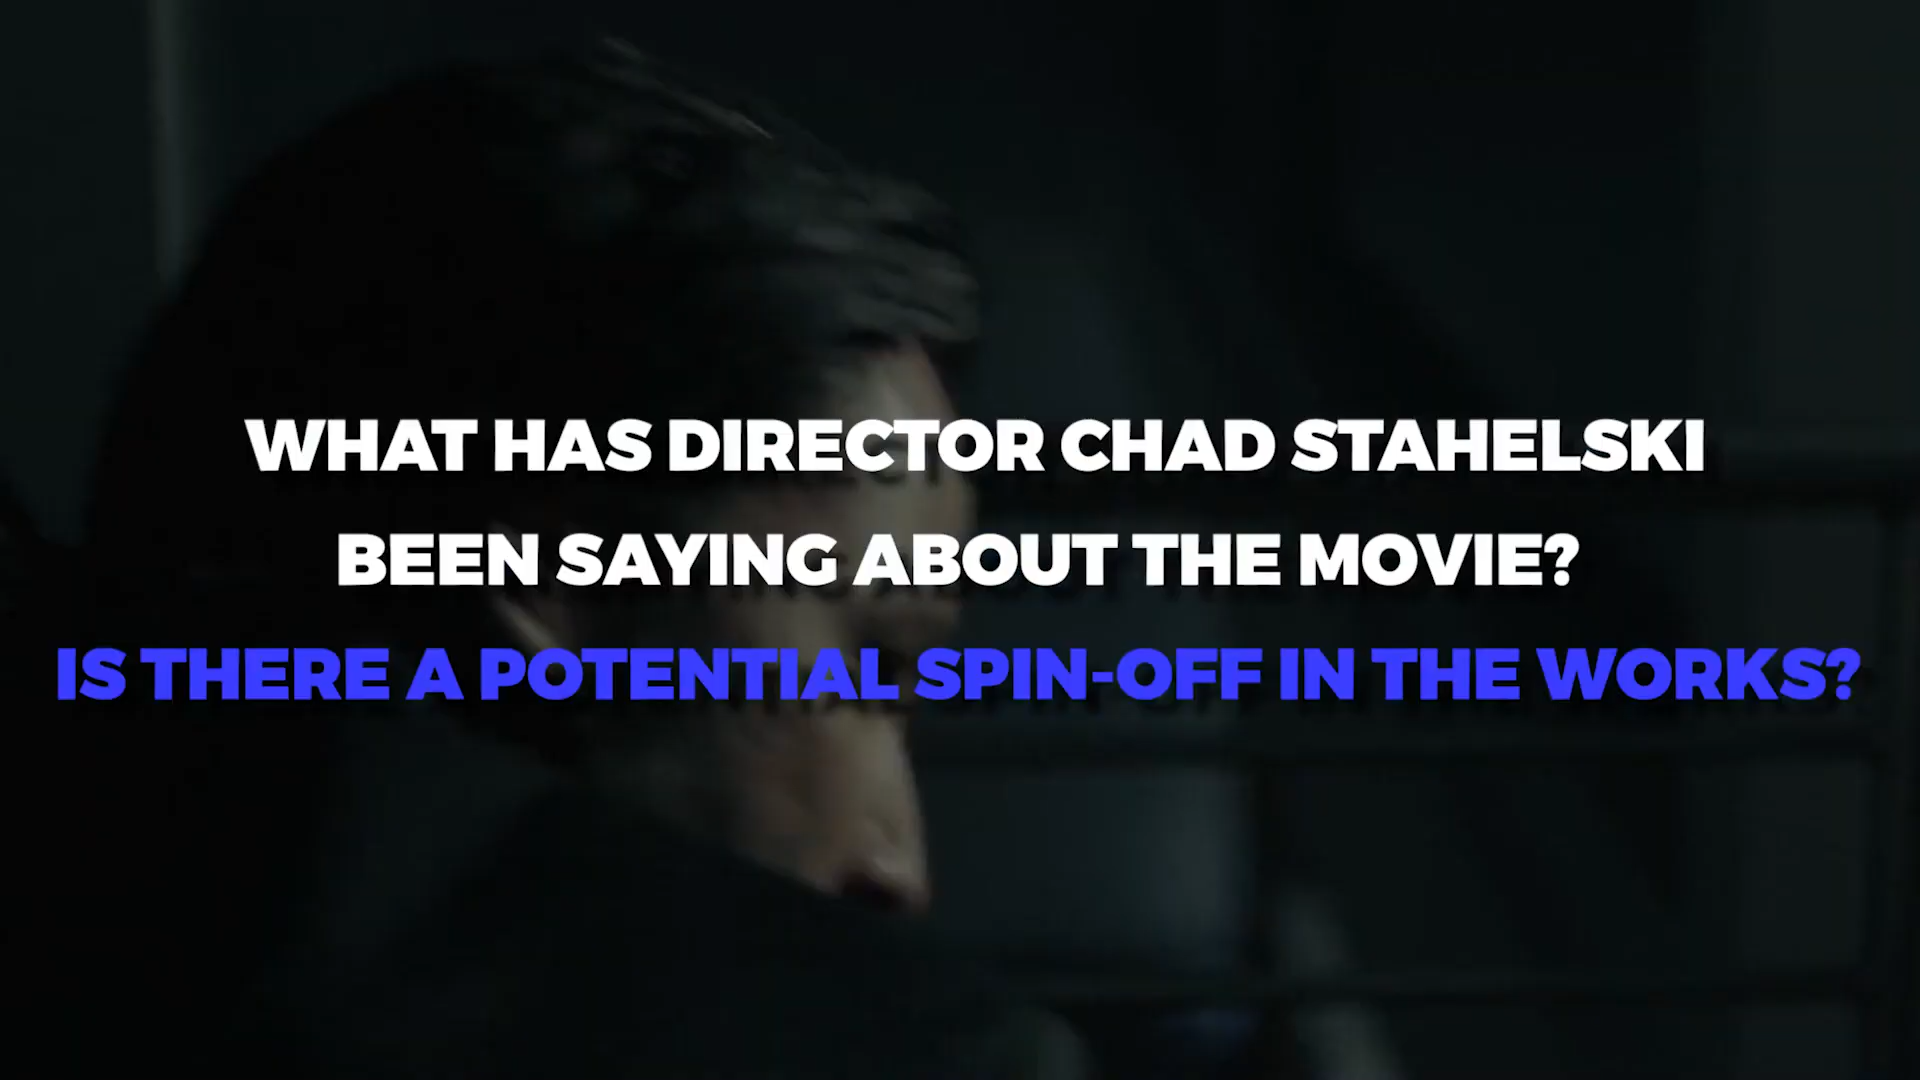 WHAT HAS DIRECTOR CHAD STAHELSKI
BEEN SAYING ABOUT THE MOVIE?
IS THERE A POTENTIAL SPIN-OFF IN THE WORKS?